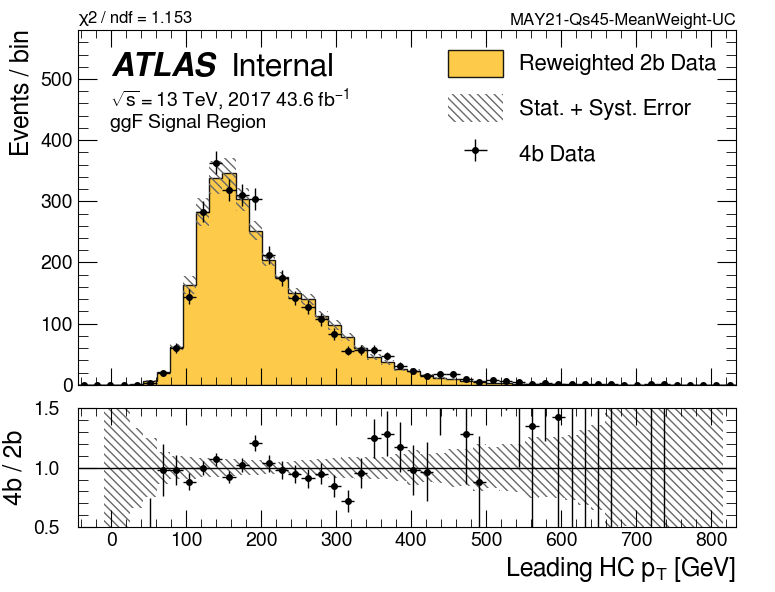 χ2 / ndf = 1.153
MAY21-Qs45-MeanWeight-UC
ATLAS Internal
√s = 13 TeV, 2017 43.6 fb⁻¹
ggF Signal Region
Reweighted 2b Data
Stat. + Syst. Error
4b Data
Events / bin
500
400
300
200
100
0
4b / 2b
1.5
1.0
0.5
0 100 200 300 400 500 600 700 800
Leading HC pT [GeV]